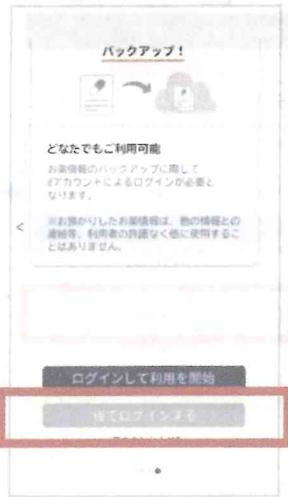 バックアップ！
どなたでもご利用可能
お薬情報のバックアップに際して
dアカウントによるログインが必要と
なります。
※お預かりしたお薬情報は、他の情報との
連結等、利用者の許諾なく他に使用するこ
とはありません。
<
ログインして利用を開始
後でログインする